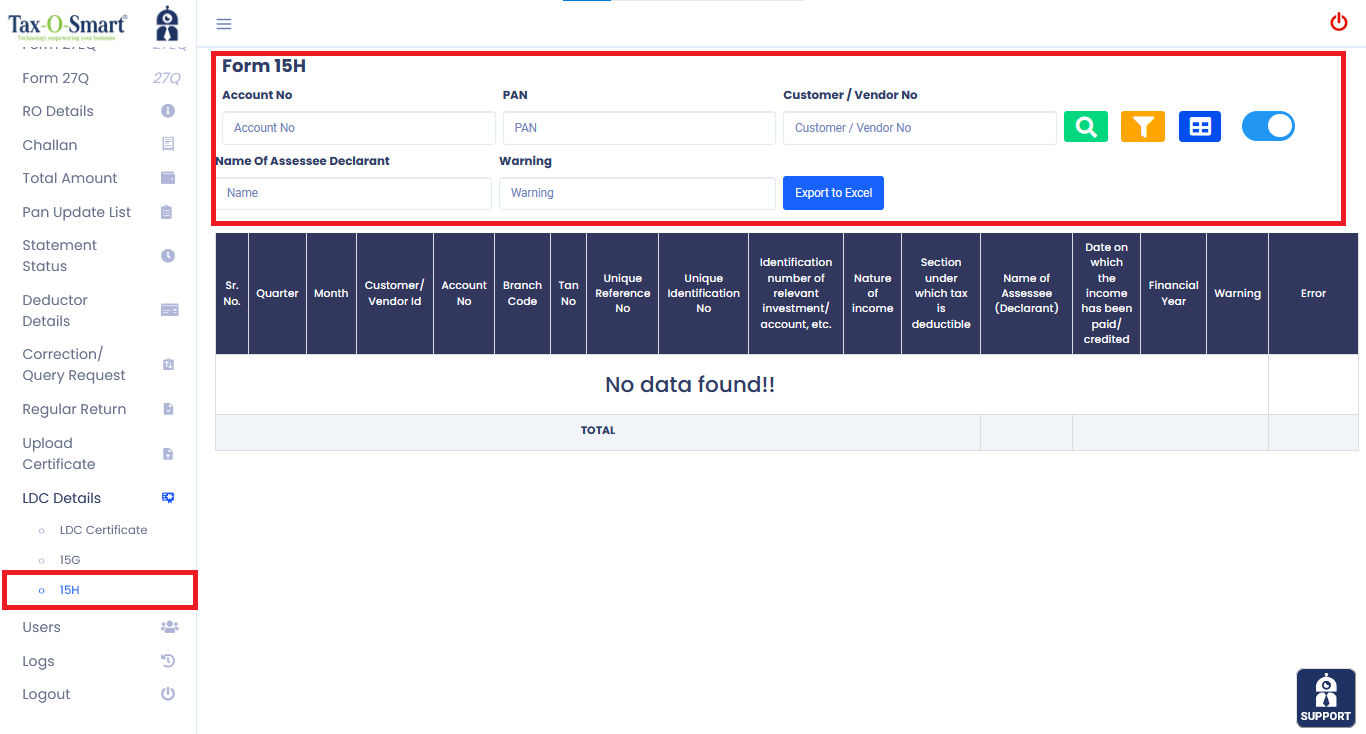 Tax-O-Smart®
Technology empowering your business
Form 27EQ
27EQ
Form 27Q
27Q
RO Details
Challan
Total Amount
Pan Update List
Statement
Status
Deductor
Details
Correction/
Query Request
Regular Return
Upload
Certificate
LDC Details
LDC Certificate
15G
15H
Users
Logs
Logout
Form 15H
Account No
PAN
Customer / Vendor No
Account No
PAN
Customer / Vendor No
Name Of Assessee Declarant
Warning
Name
Warning
Export to Excel
Sr.
No.
Quarter
Month
Customer/
Vendor Id
Account
No
Branch
Code
Tan
No
Unique
Reference
No
Unique
Identification
No
Identification
number of
relevant
investment/
account, etc.
Nature
of
income
Section
under
which tax
is
deductible
Name of
Assessee
(Declarant)
Date on
which
the
income
has been
paid/
credited
Financial
Year
Warning
Error
No data found!!
TOTAL
SUPPORT